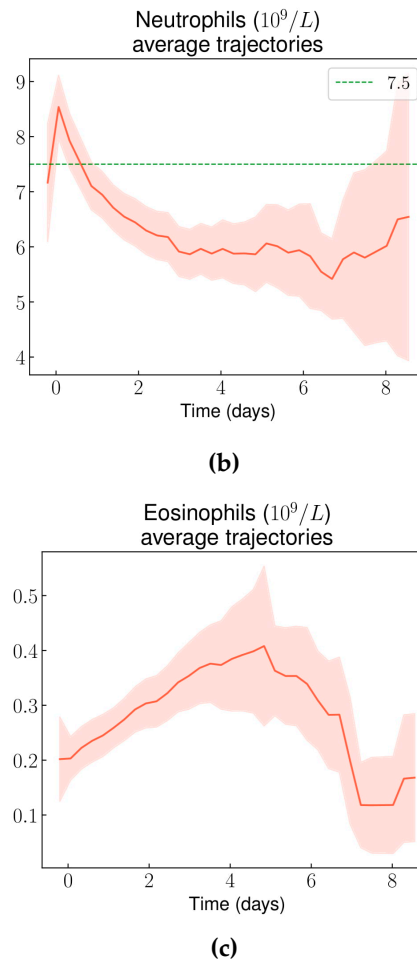 Neutrophils (10^9/L)
average trajectories
7.5
9
8
7
6
5
4
0 2 4 6 8
Time (days)
(b)
Eosinophils (10^9/L)
average trajectories
0.5
0.4
0.3
0.2
0.1
0 2 4 6 8
Time (days)
(c)